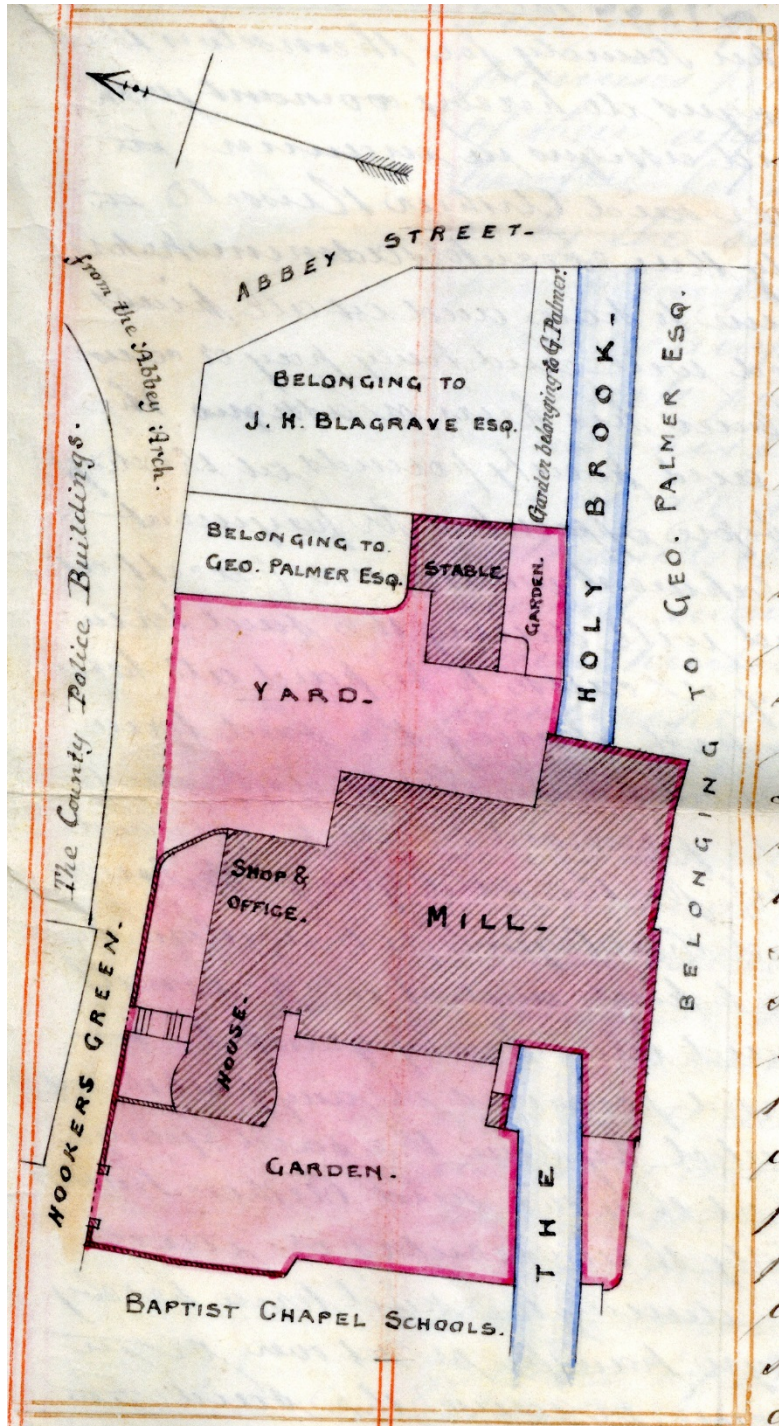 ABBEY STREET.
from the Abbey Arch.
BELONGING TO
J. H. BLAGRAVE ESQ.
Garden belonging to G. Palmer.
HOLY BROOK.
BELONGING TO GEO. PALMER ESQ.
The County Police Buildings.
BELONGING TO.
GEO. PALMER ESQ.
STABLE
GARDEN.
YARD.
SHOP &
OFFICE.
MILL.
HOUSE.
HOOKERS GREEN.
GARDEN.
THE
BAPTIST CHAPEL SCHOOLS.